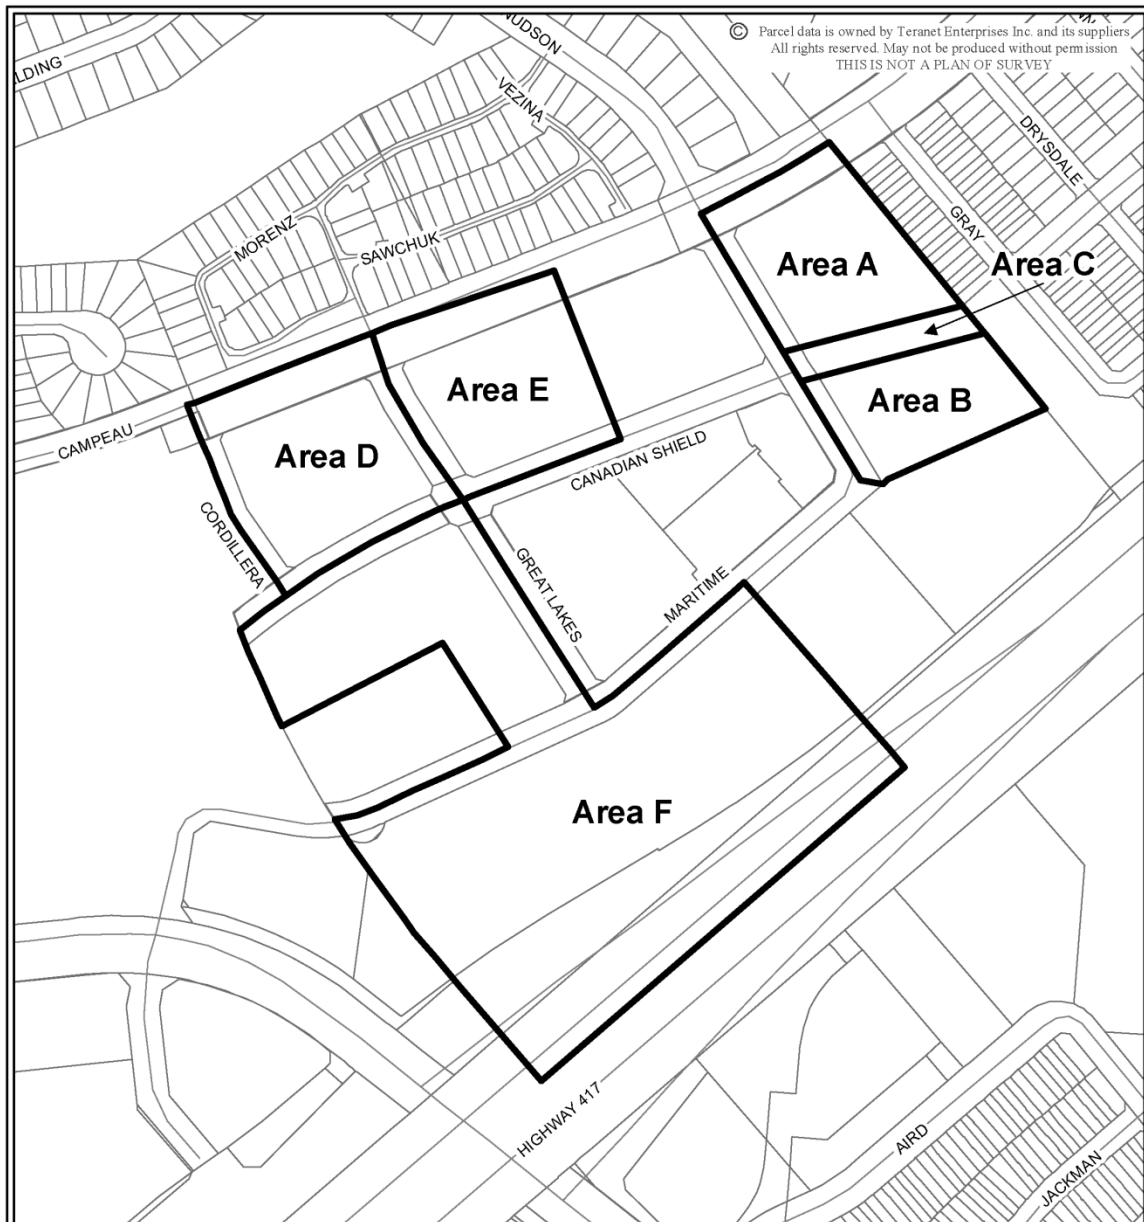 © Parcel data is owned by Teranet Enterprises Inc. and its suppliers
All rights reserved. May not be produced without permission
THIS IS NOT A PLAN OF SURVEY
VEZINA
DRYSDALE
MORENZ
SAWCHUK
GRAY
Area A
Area C
Area E
Area B
CAMPEAU
Area D
CANADIAN SHIELD
CORDILLERA
GREAT LAKES
MARITIME
Area F
HIGHWAY 417
AIRD
JACKMAN